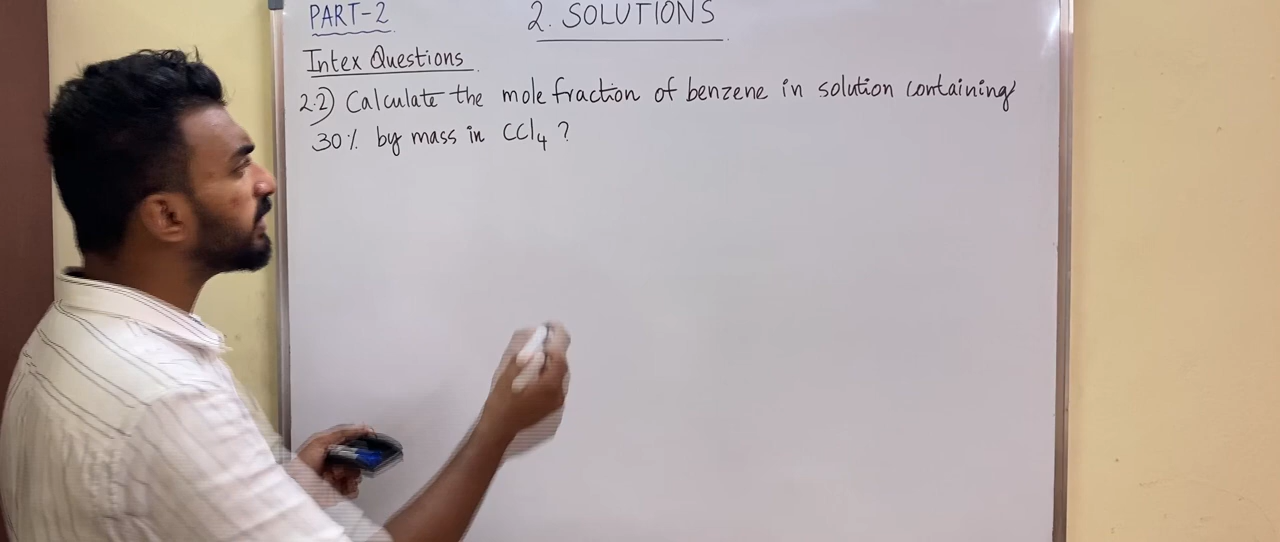 PART-2
2. SOLUTIONS
Intex Questions
2.2) Calculate the mole fraction of benzene in solution containing
30% by mass in CCl4 ?